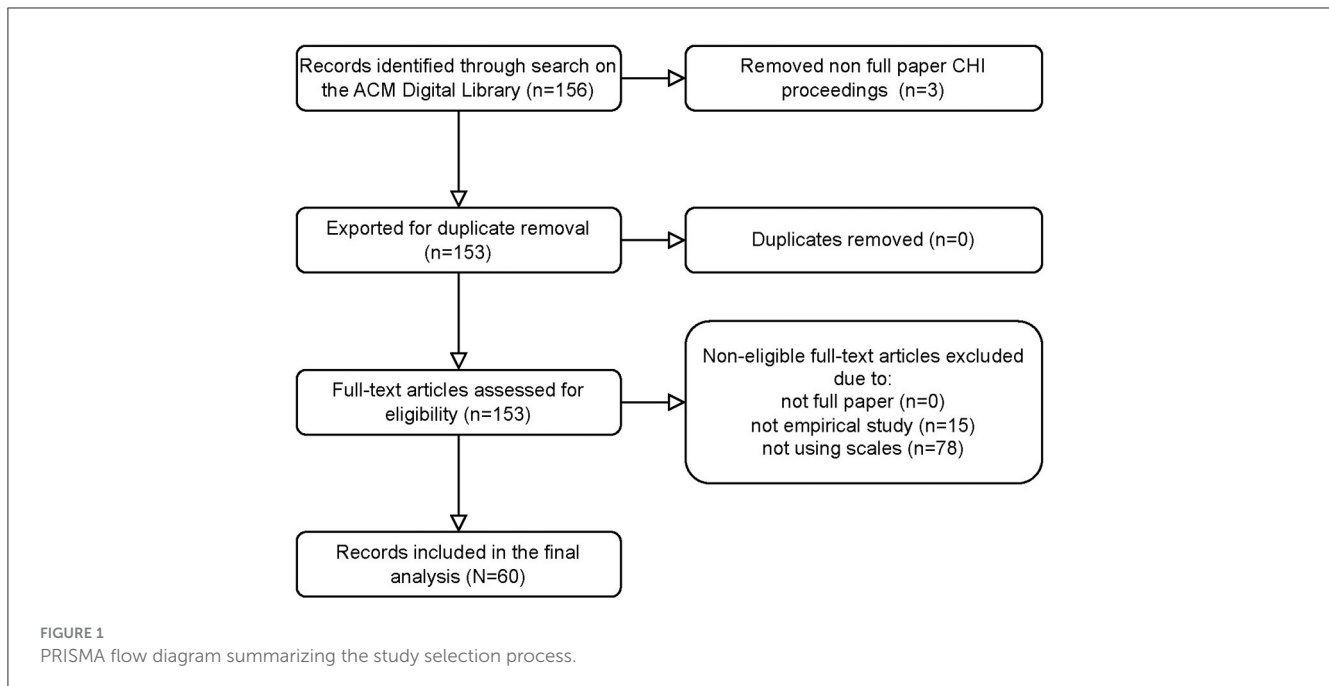 Records identified through search on
the ACM Digital Library (n=156)
Removed non full paper CHI
proceedings (n=3)
Exported for duplicate removal
(n=153)
Duplicates removed (n=0)
Full-text articles assessed for
eligibility (n=153)
Non-eligible full-text articles excluded
due to:
not full paper (n=0)
not empirical study (n=15)
not using scales (n=78)
Records included in the final
analysis (N=60)
FIGURE 1
PRISMA flow diagram summarizing the study selection process.